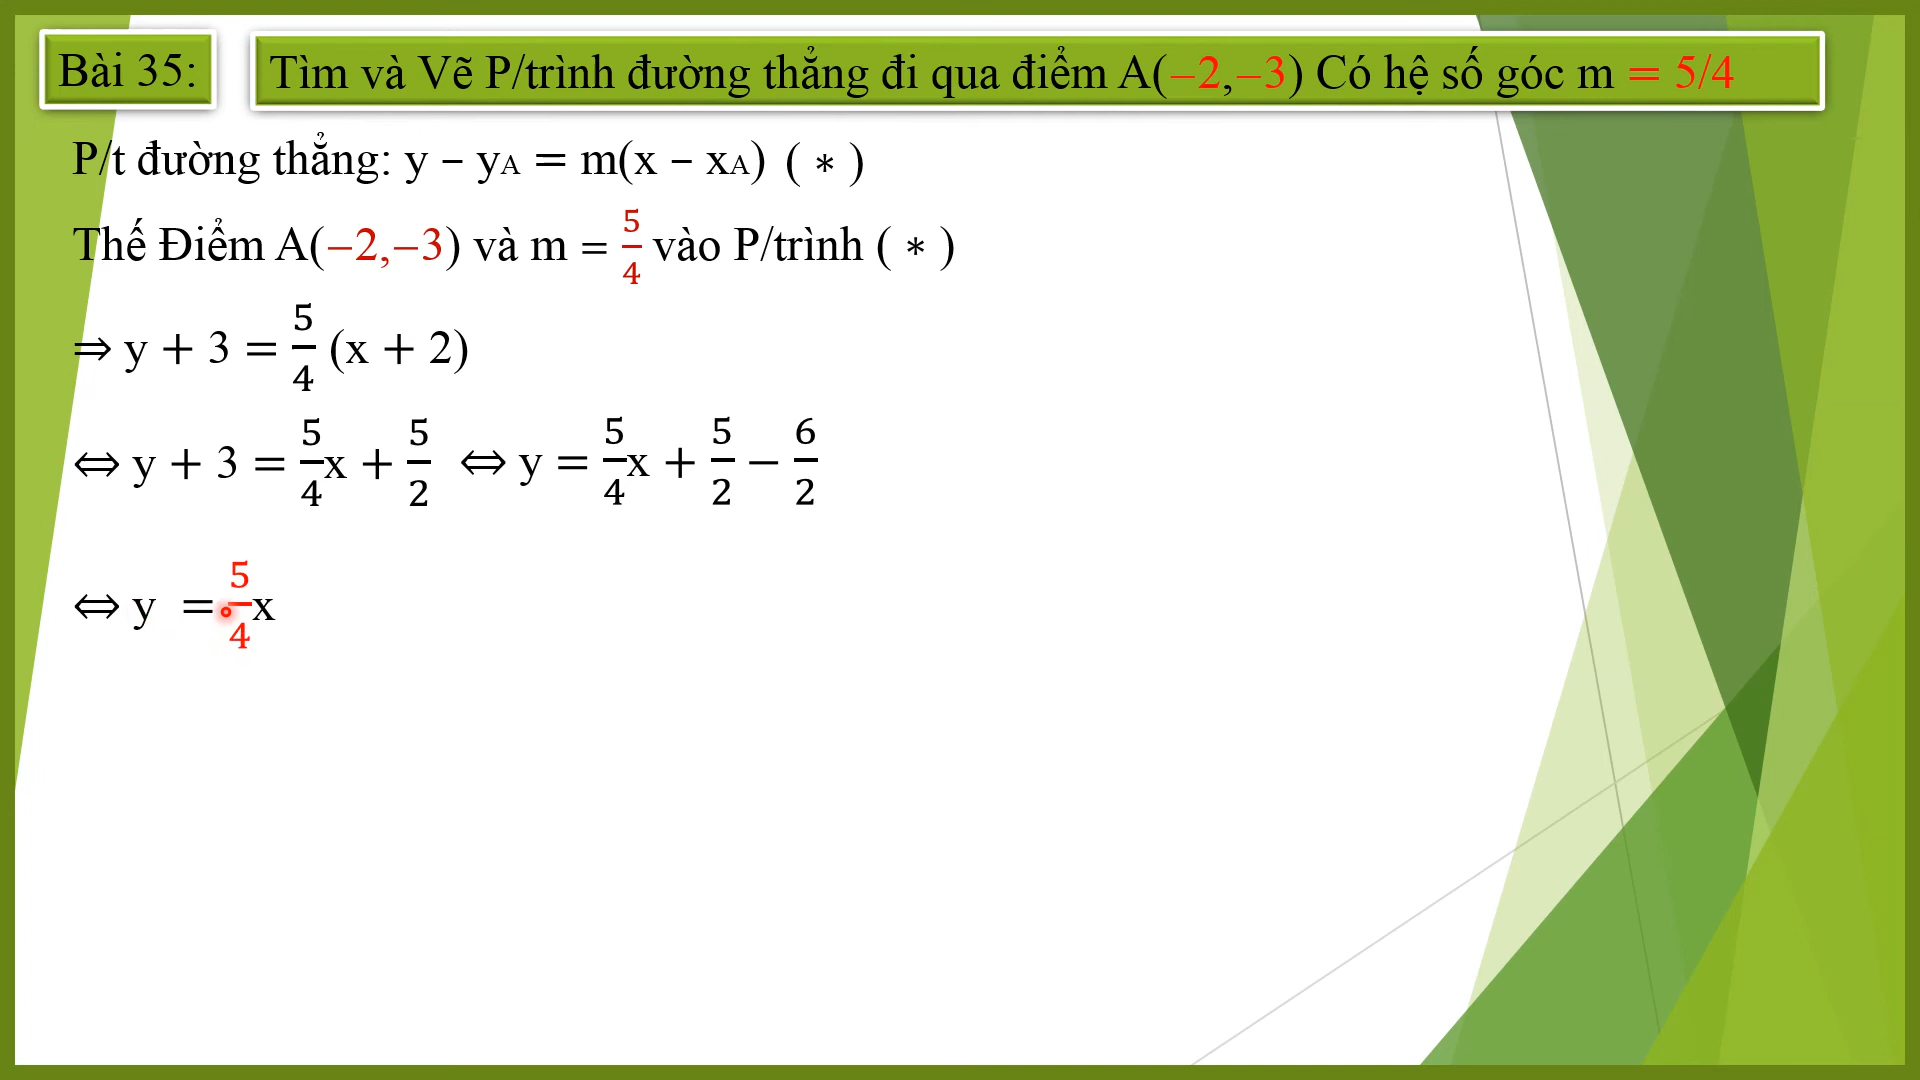 Bài 35:
Tìm và Vẽ P/trình đường thẳng đi qua điểm A(−2,−3) Có hệ số góc m = 5/4
P/t đường thẳng: y − yA = m(x − xA) ( ∗ )
Thế Điểm A(−2,−3) và m = 5/4 vào P/trình ( ∗ )
⇒ y + 3 = 5/4 (x + 2)
⇔ y + 3 = 5/4x + 5/2 ⇔ y = 5/4x + 5/2 − 6/2
⇔ y = 5/4x